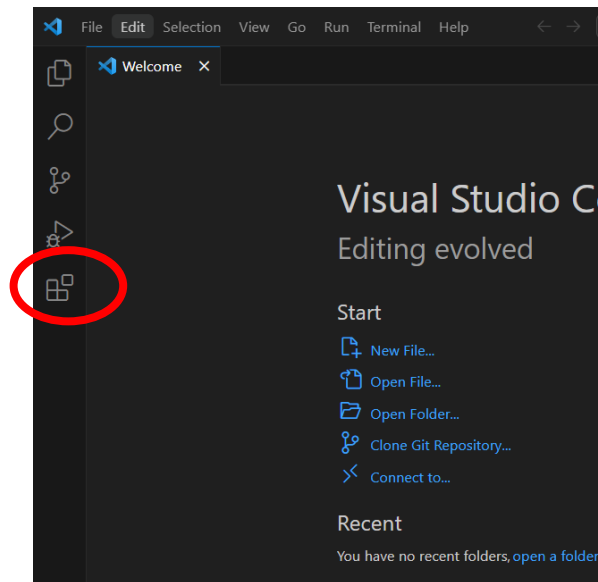 File Edit Selection View Go Run Terminal Help
Welcome
Visual Studio
Editing evolved
Start
New File...
Open File...
Open Folder...
Clone Git Repository...
Connect to...
Recent
You have no recent folders, open a folder